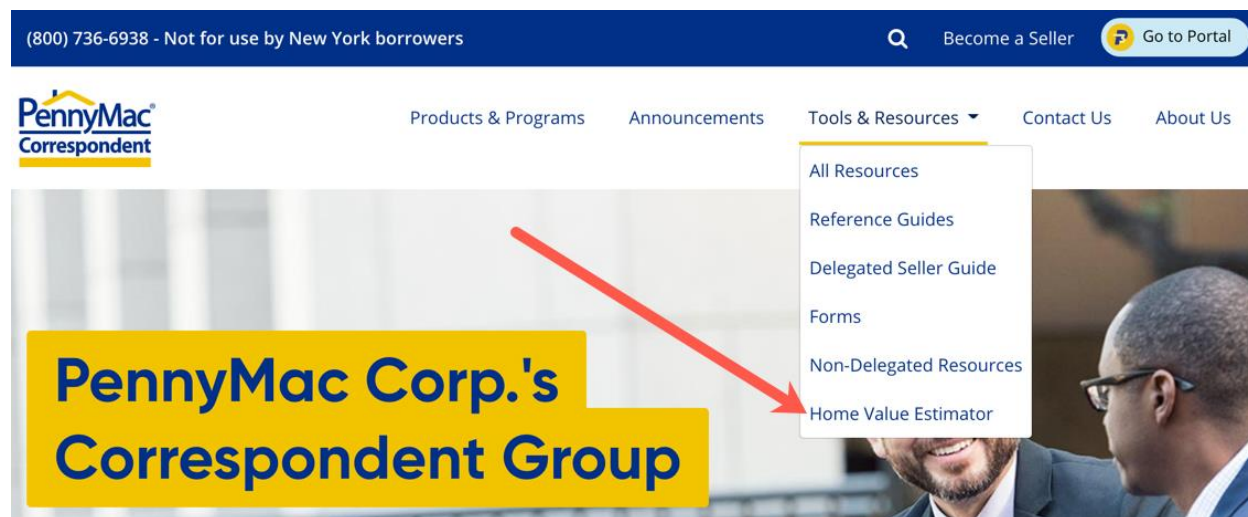 (800) 736-6938 - Not for use by New York borrowers
Become a Seller
Go to Portal
PennyMac®
Correspondent
Products & Programs
Announcements
Tools & Resources
Contact Us
About Us
All Resources
Reference Guides
Delegated Seller Guide
Forms
Non-Delegated Resources
Home Value Estimator
PennyMac Corp.'s
Correspondent Group